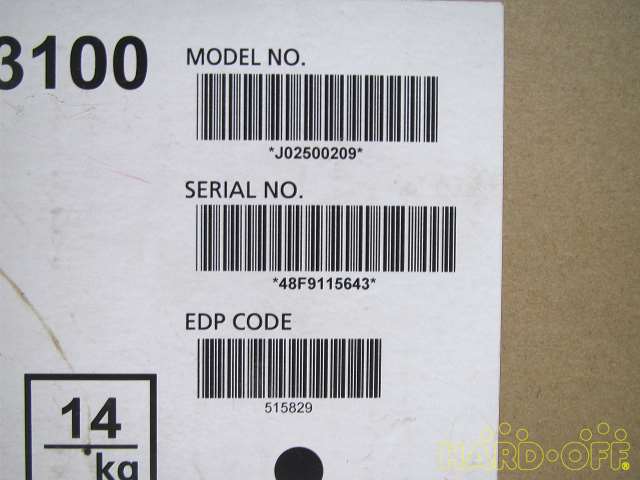 3100
MODEL NO.
*J02500209*
SERIAL NO.
*48F9115643*
EDP CODE
515829
14
kg
HARD·OFF®